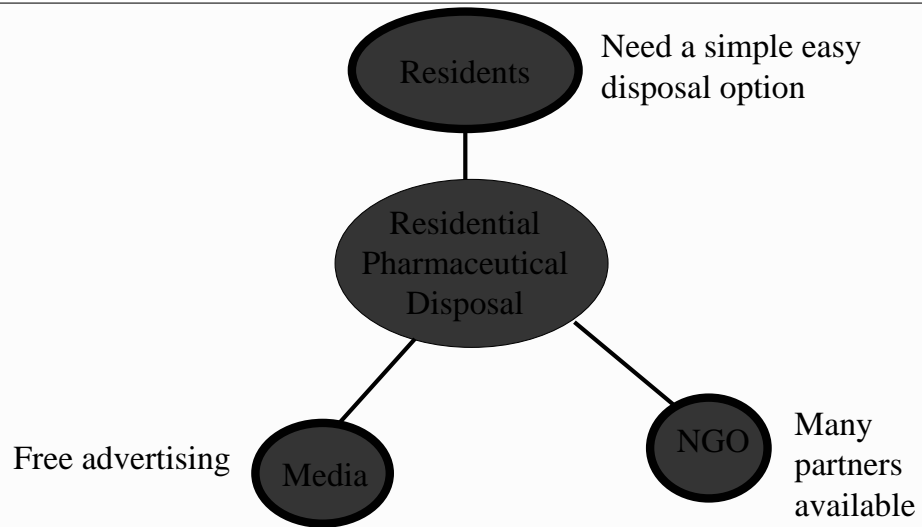 Residents
Need a simple easy
disposal option
Residential
Pharmaceutical
Disposal
Free advertising
Media
NGO
Many
partners
available